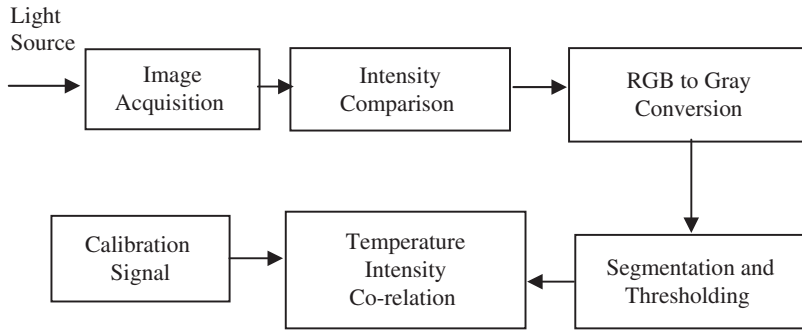 Light
Source
Image
Acquisition
Intensity
Comparison
RGB to Gray
Conversion
Calibration
Signal
Temperature
Intensity
Co-relation
Segmentation and
Thresholding